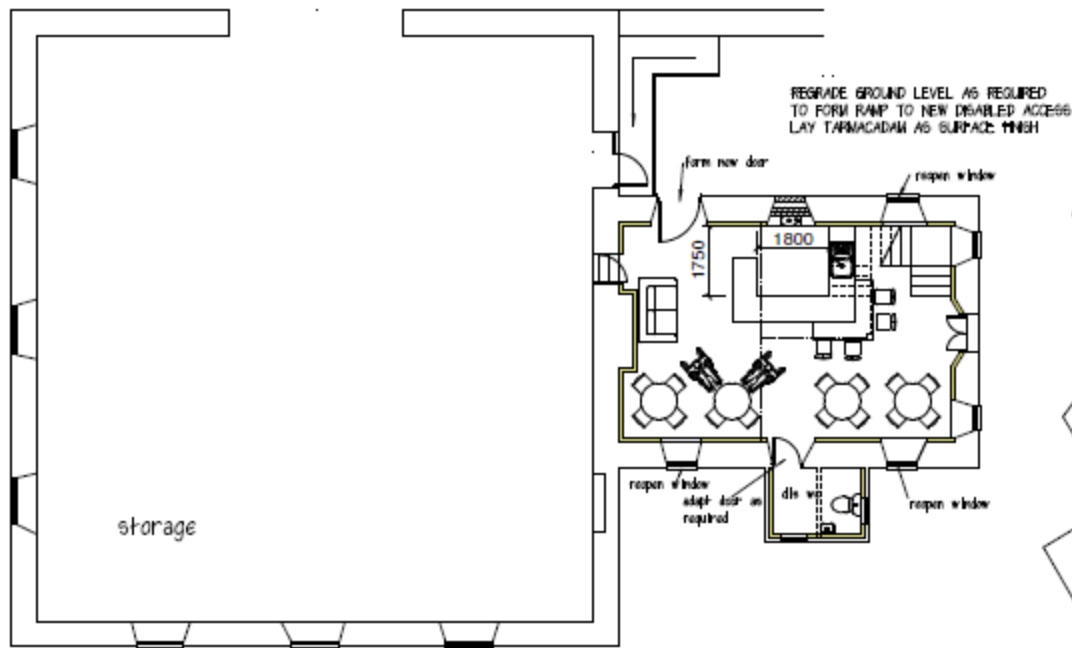 REGRADE GROUND LEVEL AS REQUIRED
TO FORM RAMP TO NEW DISABLED ACCESS
LAY TARMACADAM AS SURFACE FINISH
form new door
reopen window
1800
1750
reopen window
adapt door as
required
dis wc
reopen window
storage